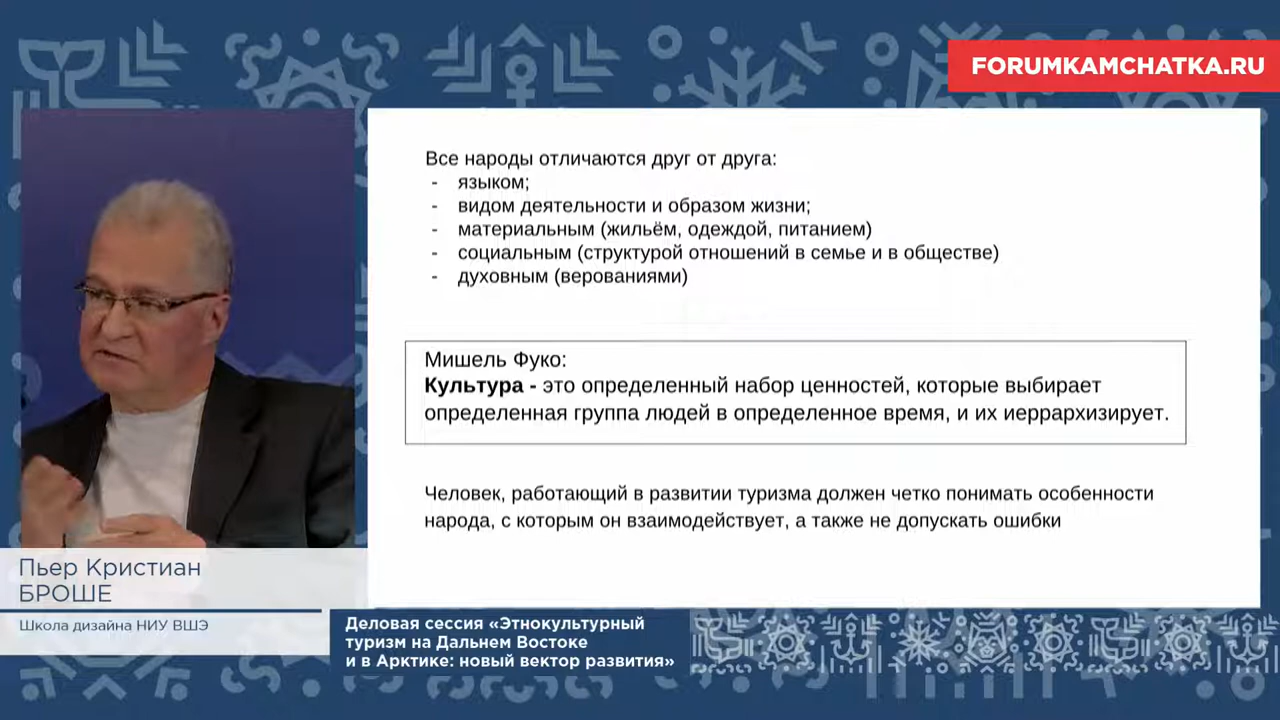 FORUMKAMCHATKA.RU
Все народы отличаются друг от друга:
- языком;
- видом деятельности и образом жизни;
- материальным (жильём, одеждой, питанием)
- социальным (структурой отношений в семье и в обществе)
- духовным (верованиями)
Мишель Фуко:
Культура - это определенный набор ценностей, которые выбирает
определенная группа людей в определенное время, и их иеррархизирует.
Человек, работающий в развитии туризма должен четко понимать особенности
народа, с которым он взаимодействует, а также не допускать ошибки
Пьер Кристиан
БРОШЕ
Школа дизайна НИУ ВШЭ
Деловая сессия «Этнокультурный
туризм на Дальнем Востоке
и в Арктике: новый вектор развития»